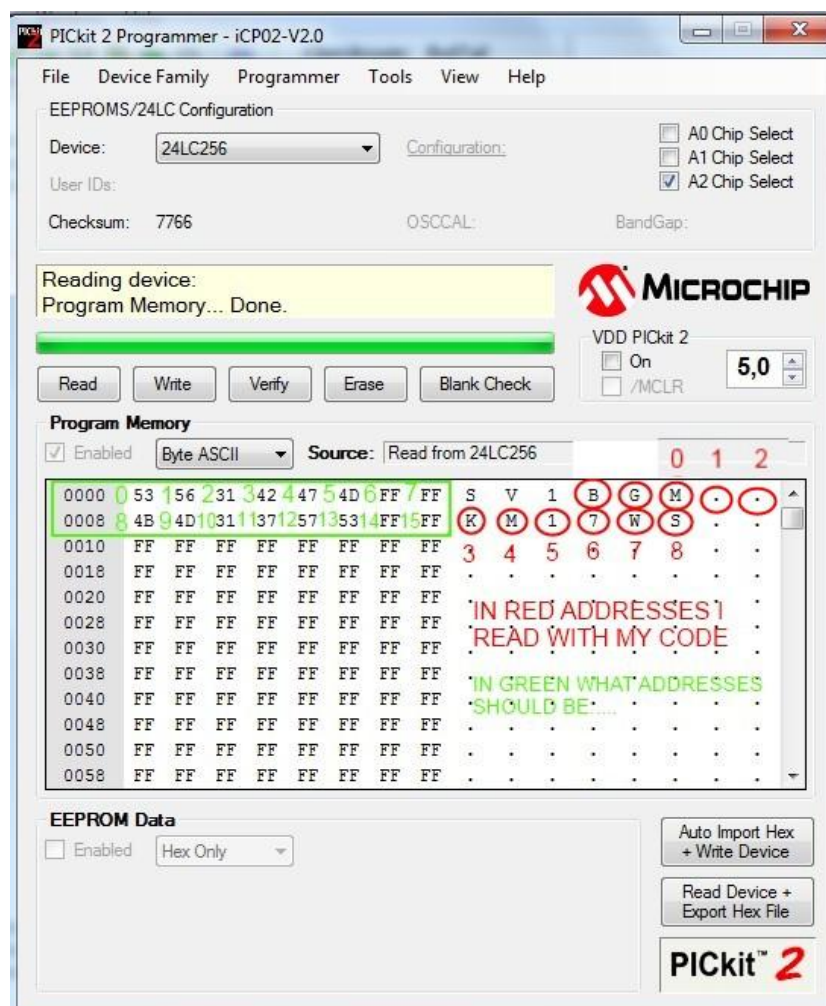 PICkit 2 Programmer - iCP02-V2.0
File Device Family Programmer Tools View Help
EEPROMS/24LC Configuration
Device: 24LC256 Configuration:
A0 Chip Select
A1 Chip Select
A2 Chip Select
User IDs:
Checksum: 7766 OSCCAL: BandGap:
Reading device:
Program Memory... Done.
MICROCHIP
VDD PICkit 2
On
/MCLR
5,0
Read Write Verify Erase Blank Check
Program Memory
Enabled Byte ASCII Source: Read from 24LC256
0 1 2
0000 0 53 1 56 2 31 3 42 4 47 5 4D 6 FF 7 FF S V 1 B G M . .
0008 8 4B 9 4D 10 31 11 37 12 57 13 53 14 FF 15 FF K M 1 7 W S . .
0010 FF FF FF FF FF FF FF FF . . . . . . . .
3 4 5 6 7 8
0018 FF FF FF FF FF FF FF FF . . . . . . . .
0020 FF FF FF FF FF FF FF FF . . . . . . . .
IN RED ADDRESSES I
0028 FF FF FF FF FF FF FF FF . . . . . . . .
READ WITH MY CODE
0030 FF FF FF FF FF FF FF FF . . . . . . . .
0038 FF FF FF FF FF FF FF FF . . . . . . . .
IN GREEN WHAT ADDRESSES
0040 FF FF FF FF FF FF FF FF . . . . . . . .
SHOULD BE.....
0048 FF FF FF FF FF FF FF FF . . . . . . . .
0050 FF FF FF FF FF FF FF FF . . . . . . . .
0058 FF FF FF FF FF FF FF FF . . . . . . . .
EEPROM Data
Enabled Hex Only
Auto Import Hex
+ Write Device
Read Device +
Export Hex File
PICkit™ 2